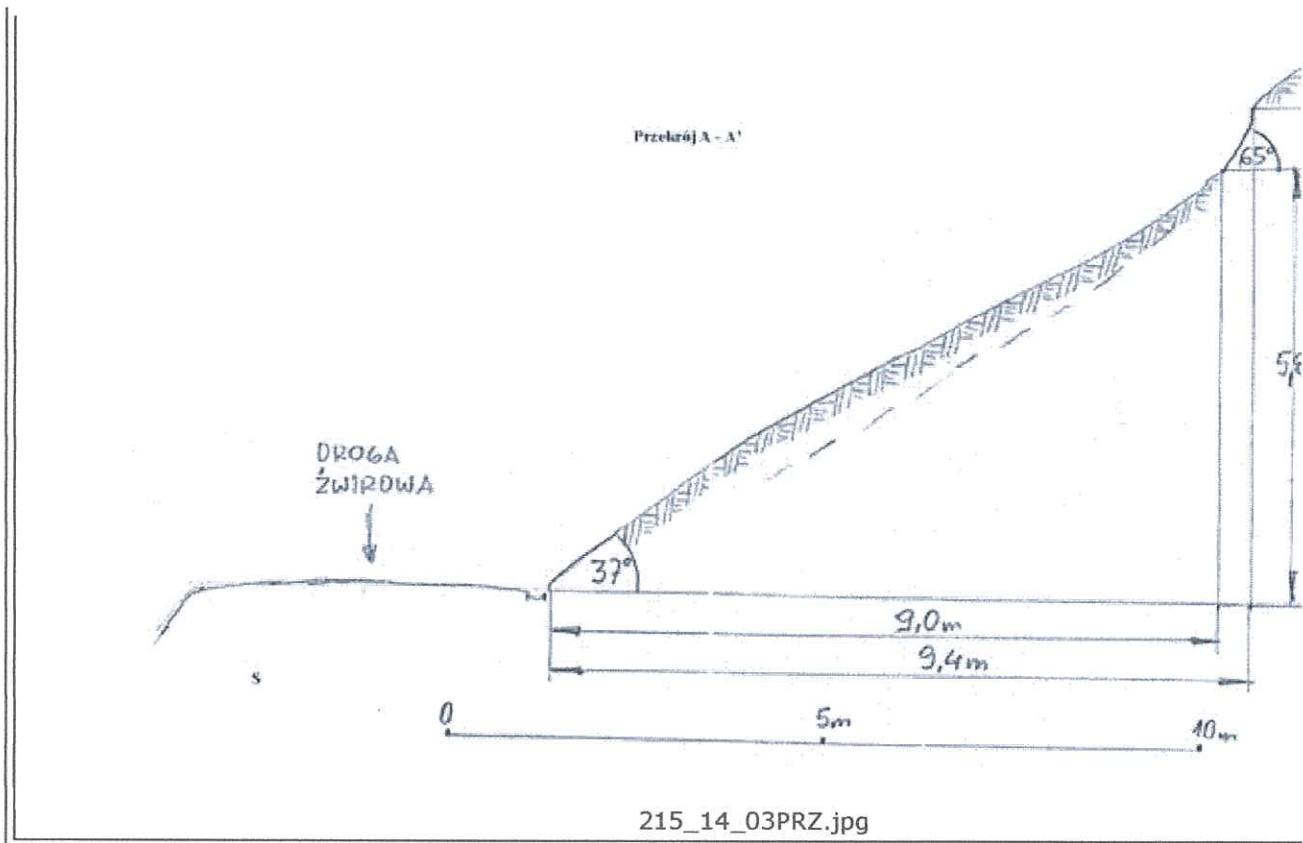 Przekrój A - A'
65°
DROGA
ŻWIROWA
37°
9,0m
9,4m
S
0
5m
10m
215_14_03PRZ.jpg